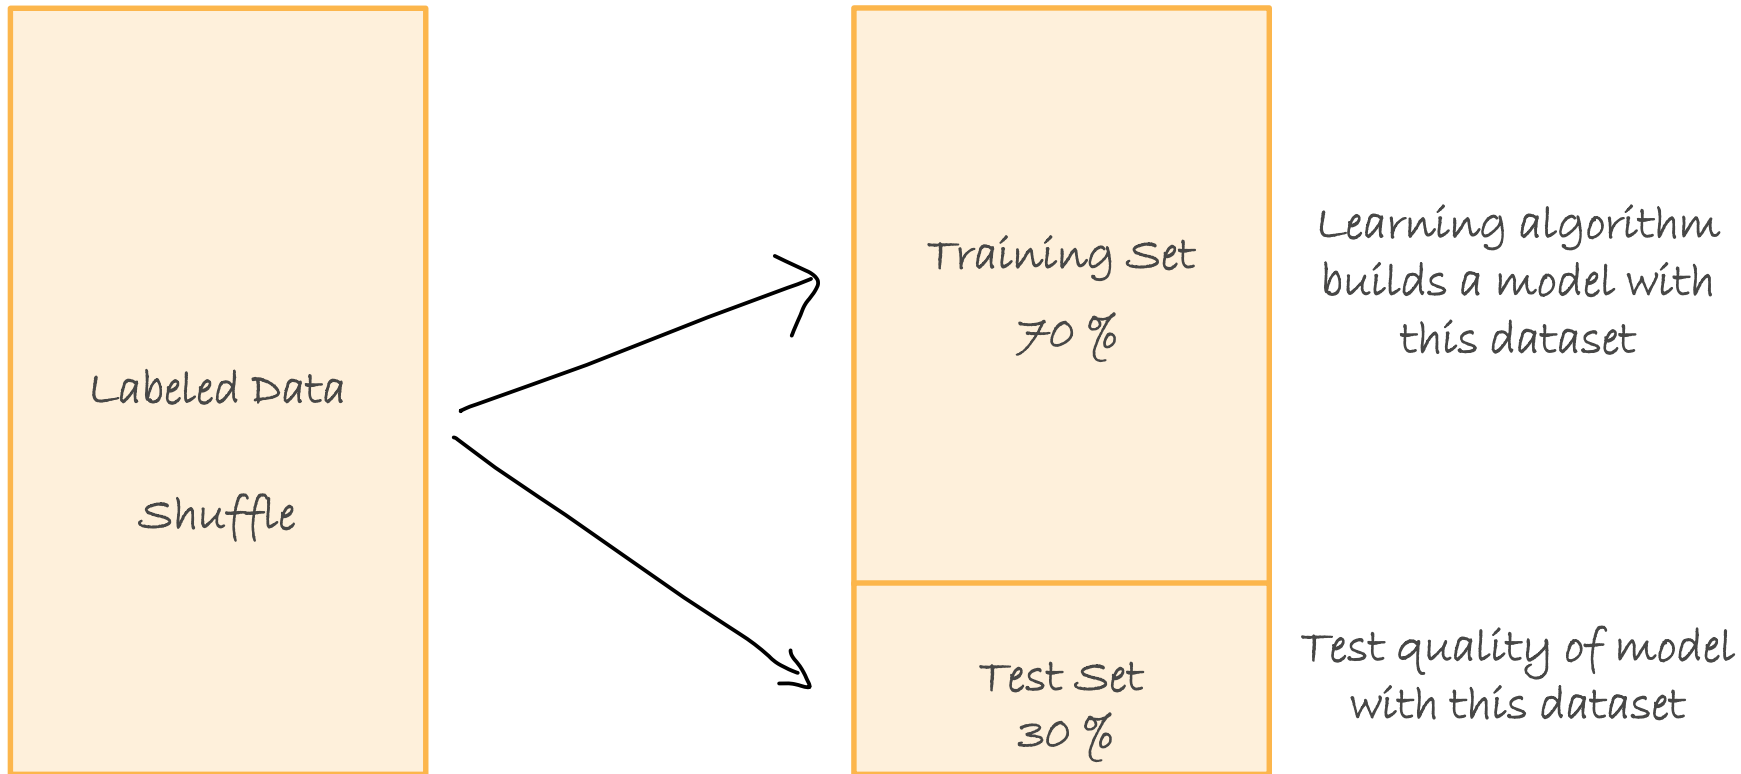 Labeled Data
Shuffle
Training Set
70 %
Learning algorithm
builds a model with
this dataset
Test Set
30 %
Test quality of model
with this dataset